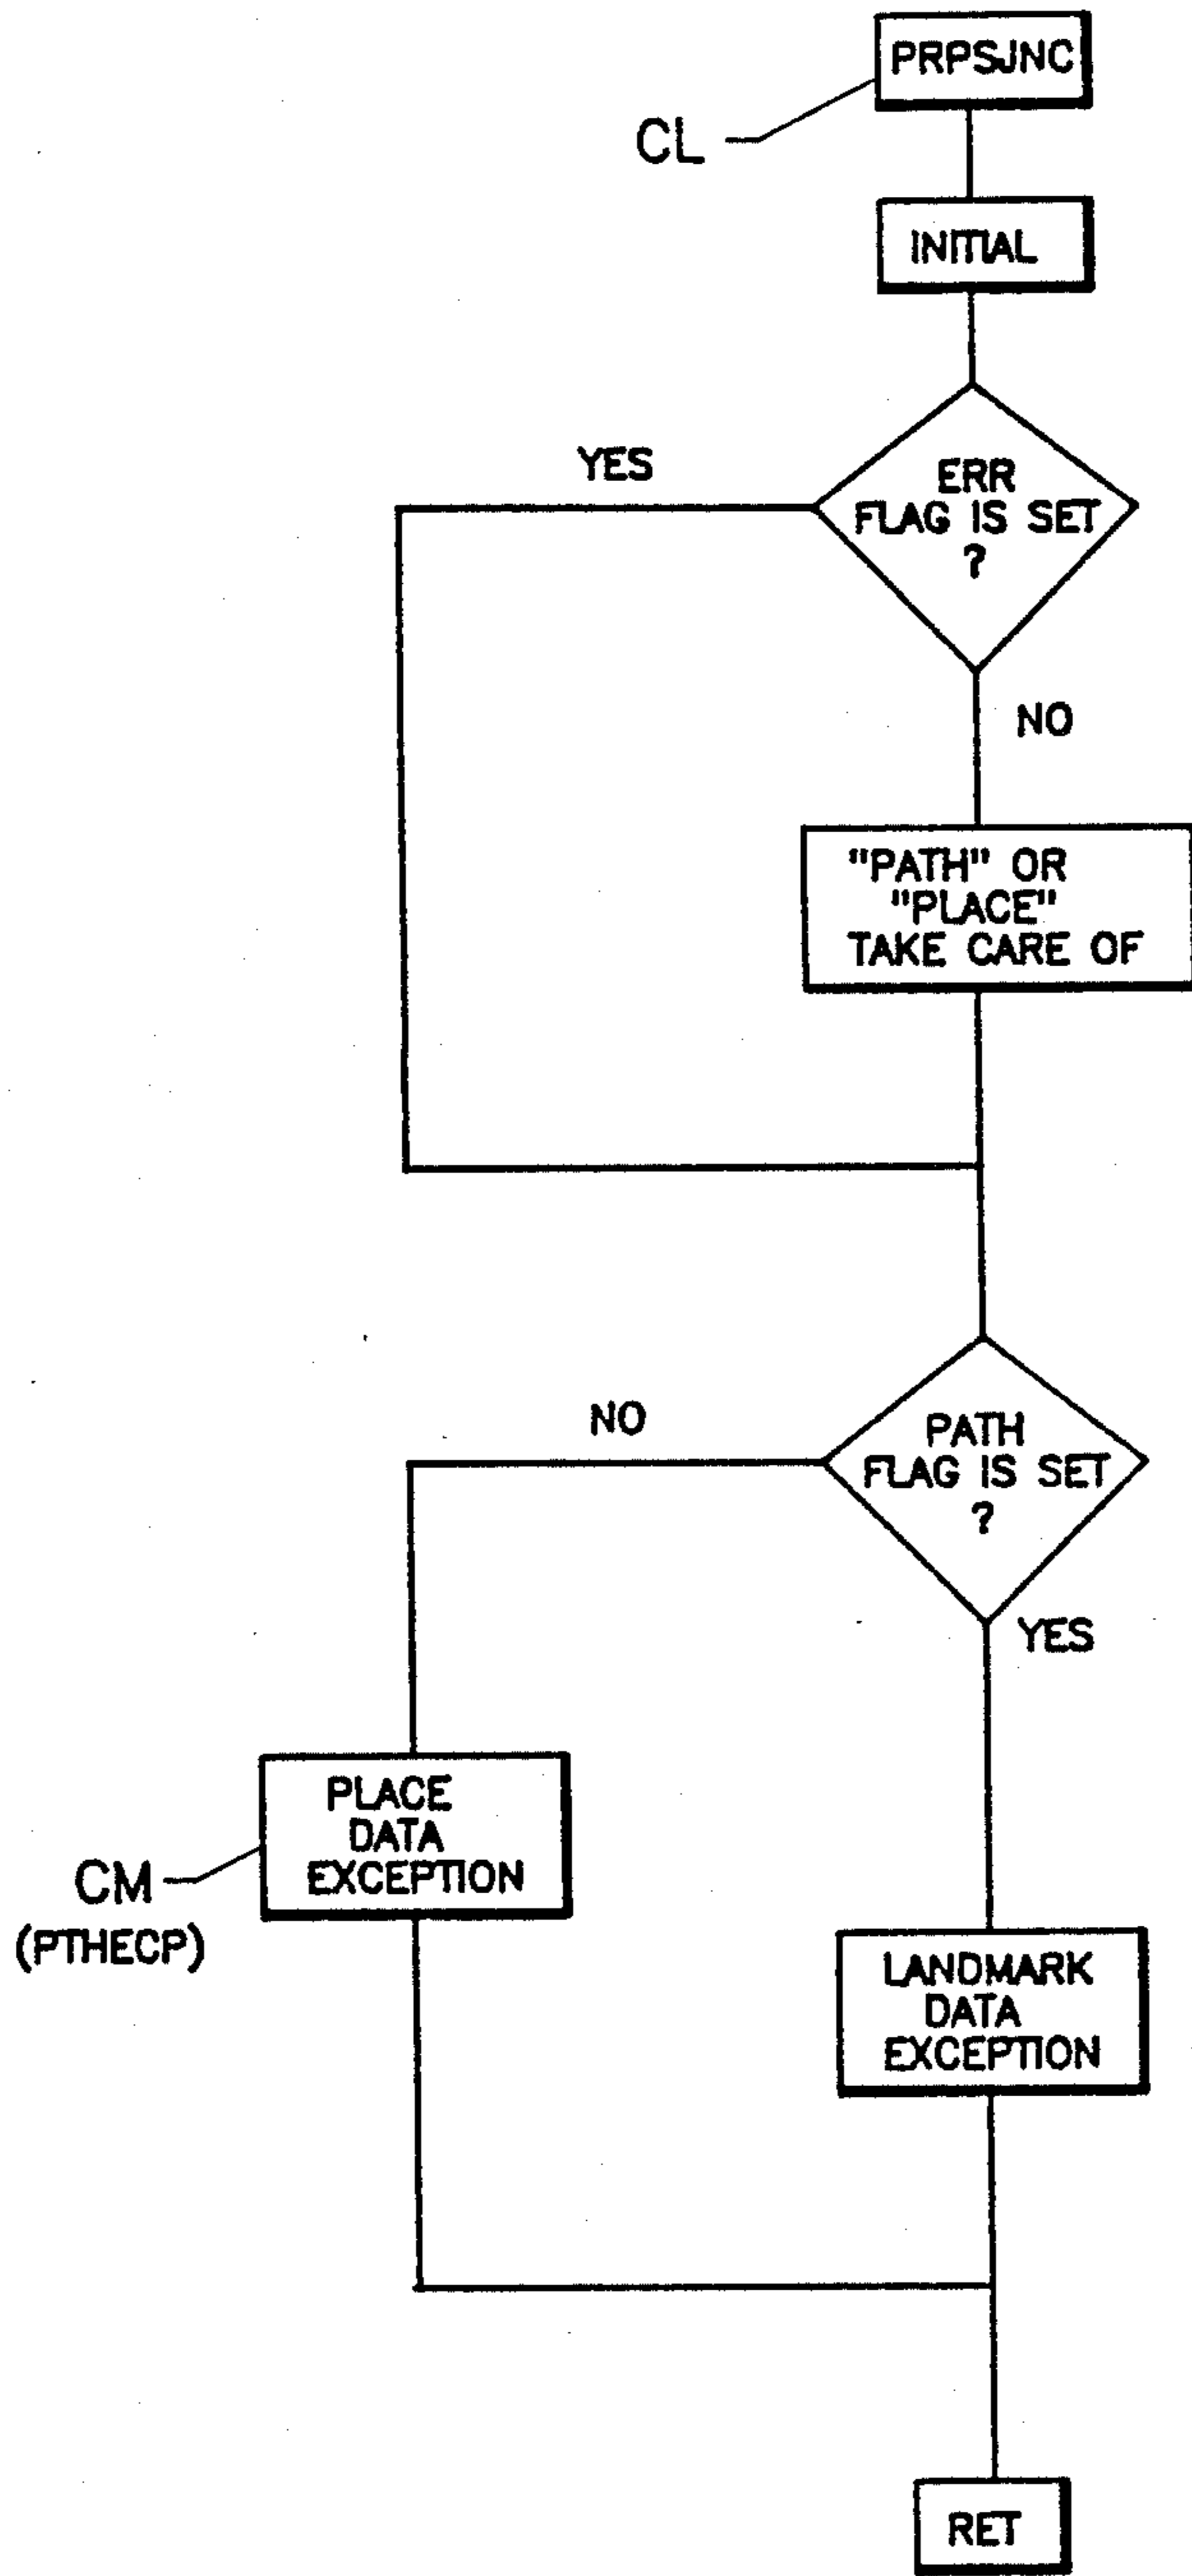 PRPSJNC
CL
INITIAL
YES
ERR
FLAG IS SET
?
NO
"PATH" OR
"PLACE"
TAKE CARE OF
NO
PATH
FLAG IS SET
?
YES
PLACE
DATA
EXCEPTION
CM
(PTHECP)
LANDMARK
DATA
EXCEPTION
RET